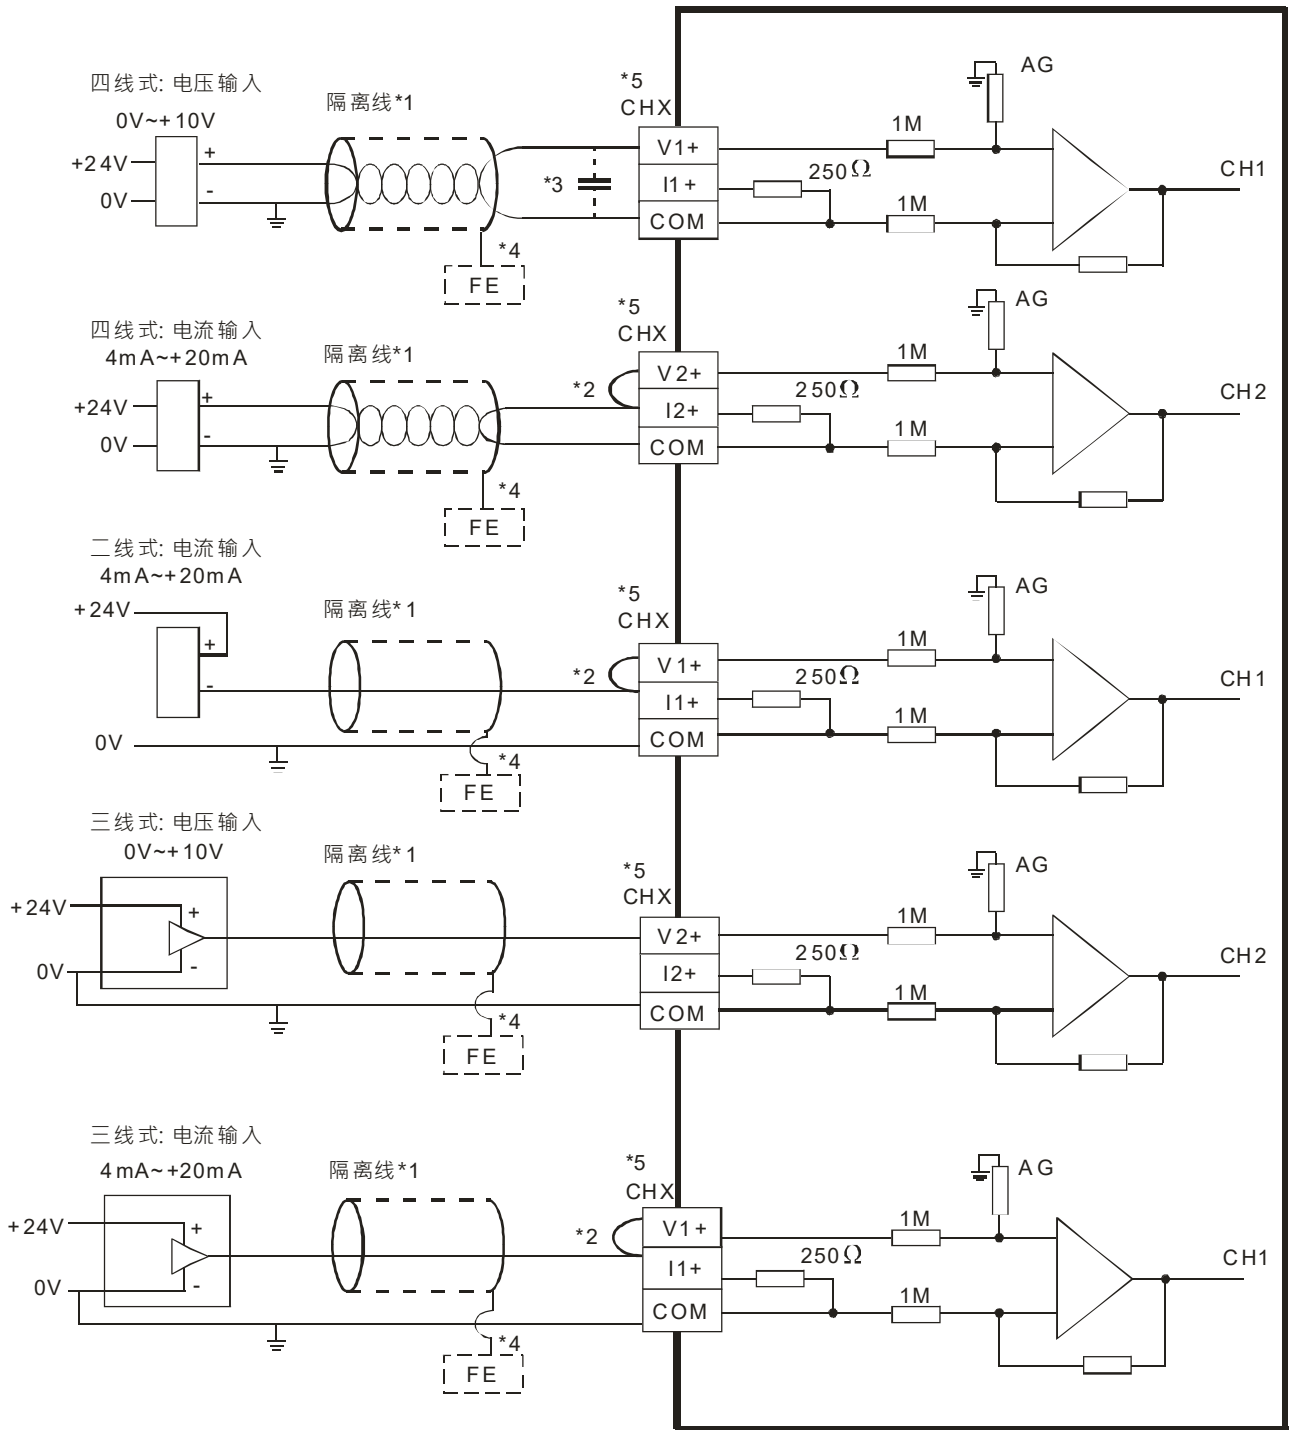 四线式: 电压输入
0V~+10V
+24V
0V
+
-
隔离线*1
*3
*4
FE
*5
CHX
V1+
I1+
COM
250Ω
1M
1M
AG
CH1
四线式: 电流输入
4mA~+20mA
+24V
0V
+
-
隔离线*1
*2
*4
FE
*5
CHX
V2+
I2+
COM
250Ω
1M
1M
AG
CH2
二线式: 电流输入
4mA~+20mA
+24V
+
-
0V
隔离线*1
*2
*4
FE
*5
CHX
V1+
I1+
COM
250Ω
1M
1M
AG
CH1
三线式: 电压输入
0V~+10V
+24V
0V
+
-
隔离线*1
*4
FE
*5
CHX
V2+
I2+
COM
250Ω
1M
1M
AG
CH2
三线式: 电流输入
4mA~+20mA
+24V
0V
+
-
隔离线*1
*2
*4
FE
*5
CHX
V1+
I1+
COM
250Ω
1M
1M
AG
CH1